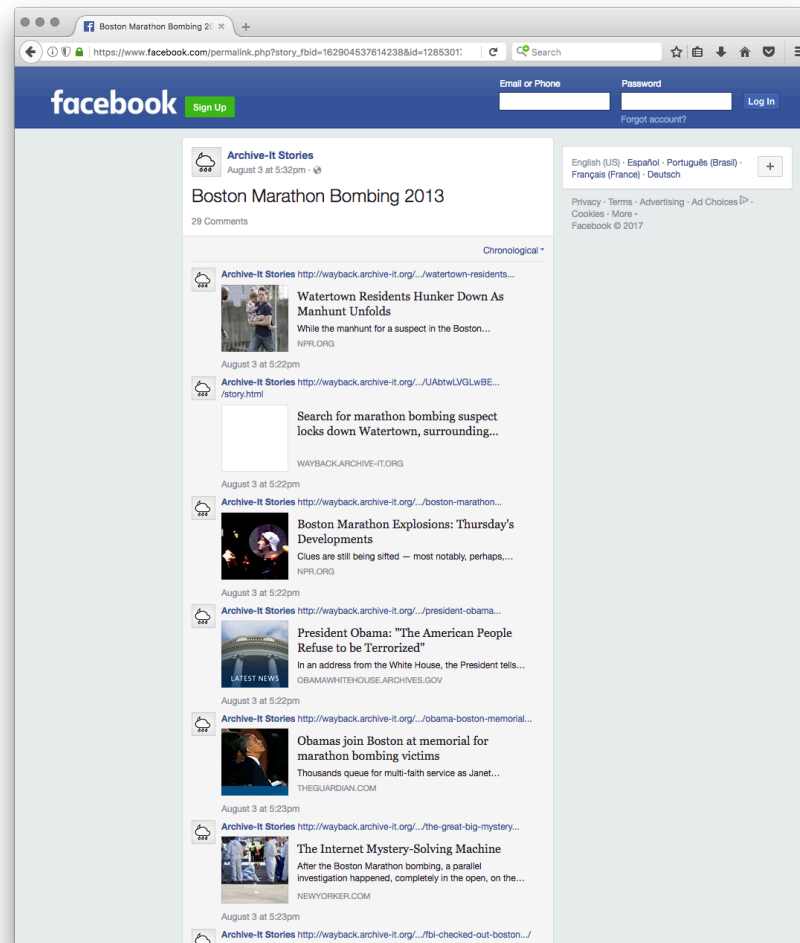 Boston Marathon Bombing 20
https://www.facebook.com/permalink.php?story_fbid=162904537614238&id=12853017
Search
facebook
Sign Up
Email or Phone
Password
Log In
Forgot account?
Archive-It Stories
August 3 at 5:32pm ·
Boston Marathon Bombing 2013
29 Comments
English (US) · Español · Português (Brasil) ·
Français (France) · Deutsch
Privacy · Terms · Advertising · Ad Choices ·
Cookies · More
Facebook © 2017
Chronological
Archive-It Stories http://wayback.archive-it.org/.../watertown-residents...
Watertown Residents Hunker Down As
Manhunt Unfolds
While the manhunt for a suspect in the Boston...
NPR.ORG
August 3 at 5:22pm
Archive-It Stories http://wayback.archive-it.org/.../UAbtwLVGLwBE...
/story.html
Search for marathon bombing suspect
locks down Watertown, surrounding...
WAYBACK.ARCHIVE-IT.ORG
August 3 at 5:22pm
Archive-It Stories http://wayback.archive-it.org/.../boston-marathon...
Boston Marathon Explosions: Thursday's
Developments
Clues are still being sifted — most notably, perhaps,...
NPR.ORG
August 3 at 5:22pm
Archive-It Stories http://wayback.archive-it.org/.../president-obama...
President Obama: "The American People
Refuse to be Terrorized"
In an address from the White House, the President tells...
LATEST NEWS
OBAMAWHITEHOUSE.ARCHIVES.GOV
August 3 at 5:22pm
Archive-It Stories http://wayback.archive-it.org/.../obama-boston-memorial...
Obamas join Boston at memorial for
marathon bombing victims
Thousands queue for multi-faith service as Janet...
THEGUARDIAN.COM
August 3 at 5:23pm
Archive-It Stories http://wayback.archive-it.org/.../the-great-big-mystery...
The Internet Mystery-Solving Machine
After the Boston Marathon bombing, a parallel
investigation happened, completely in the open, on the...
NEWYORKER.COM
August 3 at 5:23pm
Archive-It Stories http://wayback.archive-it.org/.../fbi-checked-out-boston.../